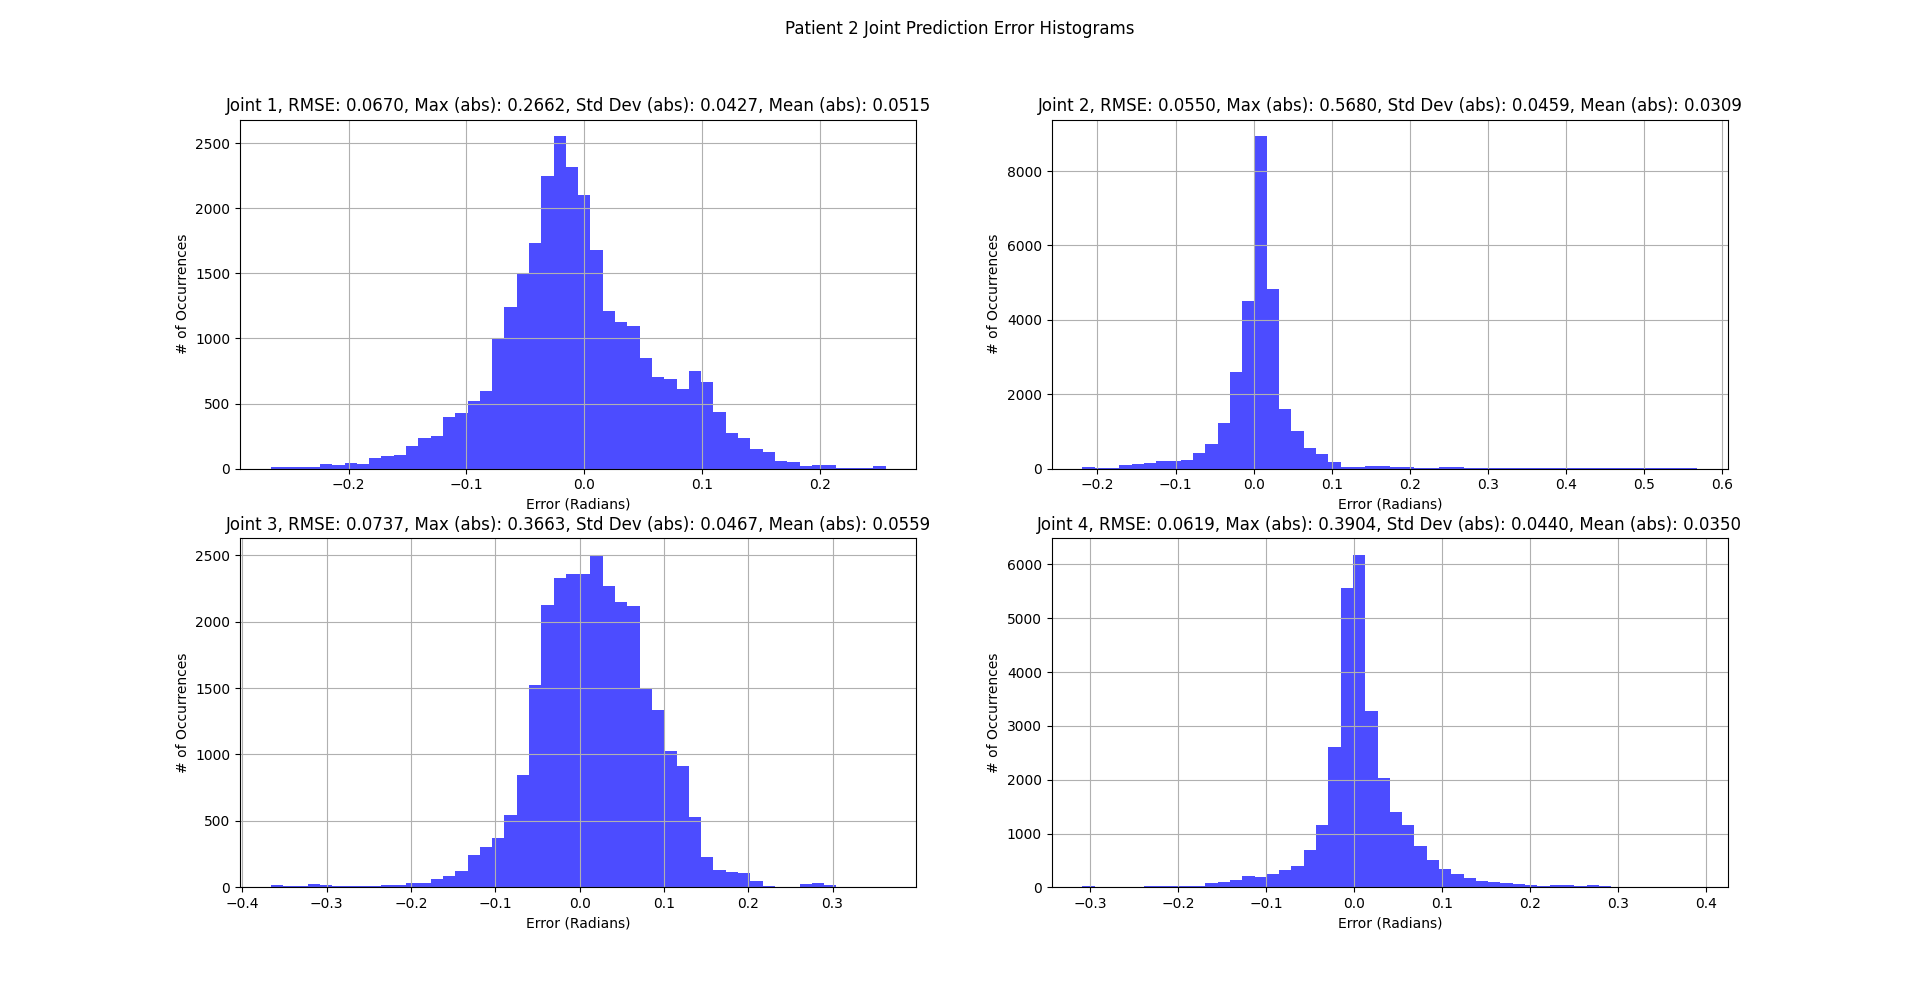 Patient 2 Joint Prediction Error Histograms
Joint 1, RMSE: 0.0670, Max (abs): 0.2662, Std Dev (abs): 0.0427, Mean (abs): 0.0515
# of Occurrences
2500
2000
1500
1000
500
0
−0.2 −0.1 0.0 0.1 0.2
Error (Radians)
Joint 2, RMSE: 0.0550, Max (abs): 0.5680, Std Dev (abs): 0.0459, Mean (abs): 0.0309
# of Occurrences
8000
6000
4000
2000
0
−0.2 −0.1 0.0 0.1 0.2 0.3 0.4 0.5 0.6
Error (Radians)
Joint 3, RMSE: 0.0737, Max (abs): 0.3663, Std Dev (abs): 0.0467, Mean (abs): 0.0559
# of Occurrences
2500
2000
1500
1000
500
0
−0.4 −0.3 −0.2 −0.1 0.0 0.1 0.2 0.3
Error (Radians)
Joint 4, RMSE: 0.0619, Max (abs): 0.3904, Std Dev (abs): 0.0440, Mean (abs): 0.0350
# of Occurrences
6000
5000
4000
3000
2000
1000
0
−0.3 −0.2 −0.1 0.0 0.1 0.2 0.3 0.4
Error (Radians)